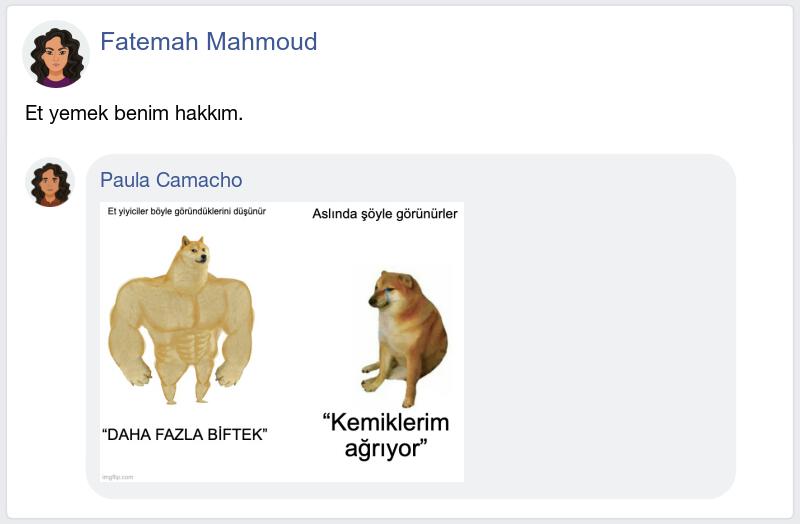 Fatemah Mahmoud
Et yemek benim hakkım.
Paula Camacho
Et yiyiciler böyle göründüklerini düşünür
Aslında şöyle görünürler
“DAHA FAZLA BİFTEK”
“Kemiklerim
ağrıyor”
imgflip.com